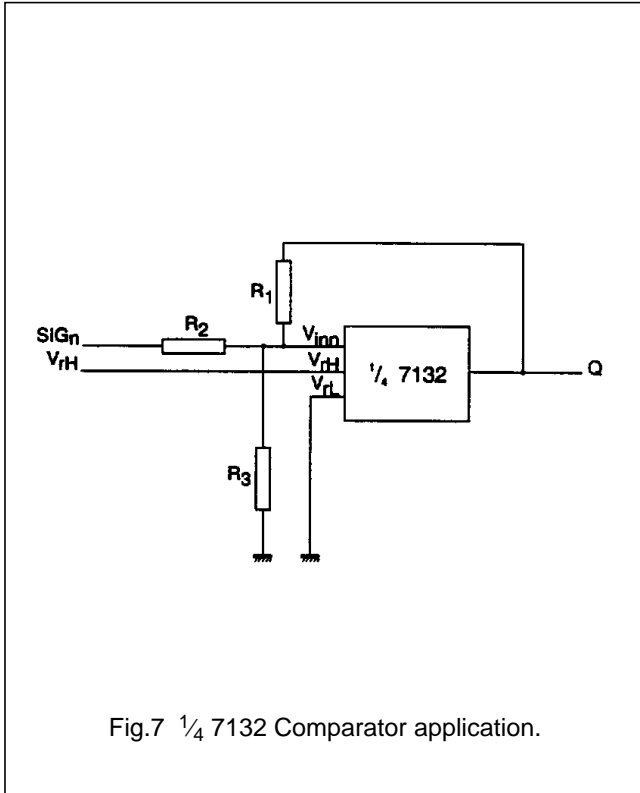 R1
R2
SIGn
Vinn
VrH
VrH
1/4 7132
Q
VrL
R3
Fig.7 1/4 7132 Comparator application.